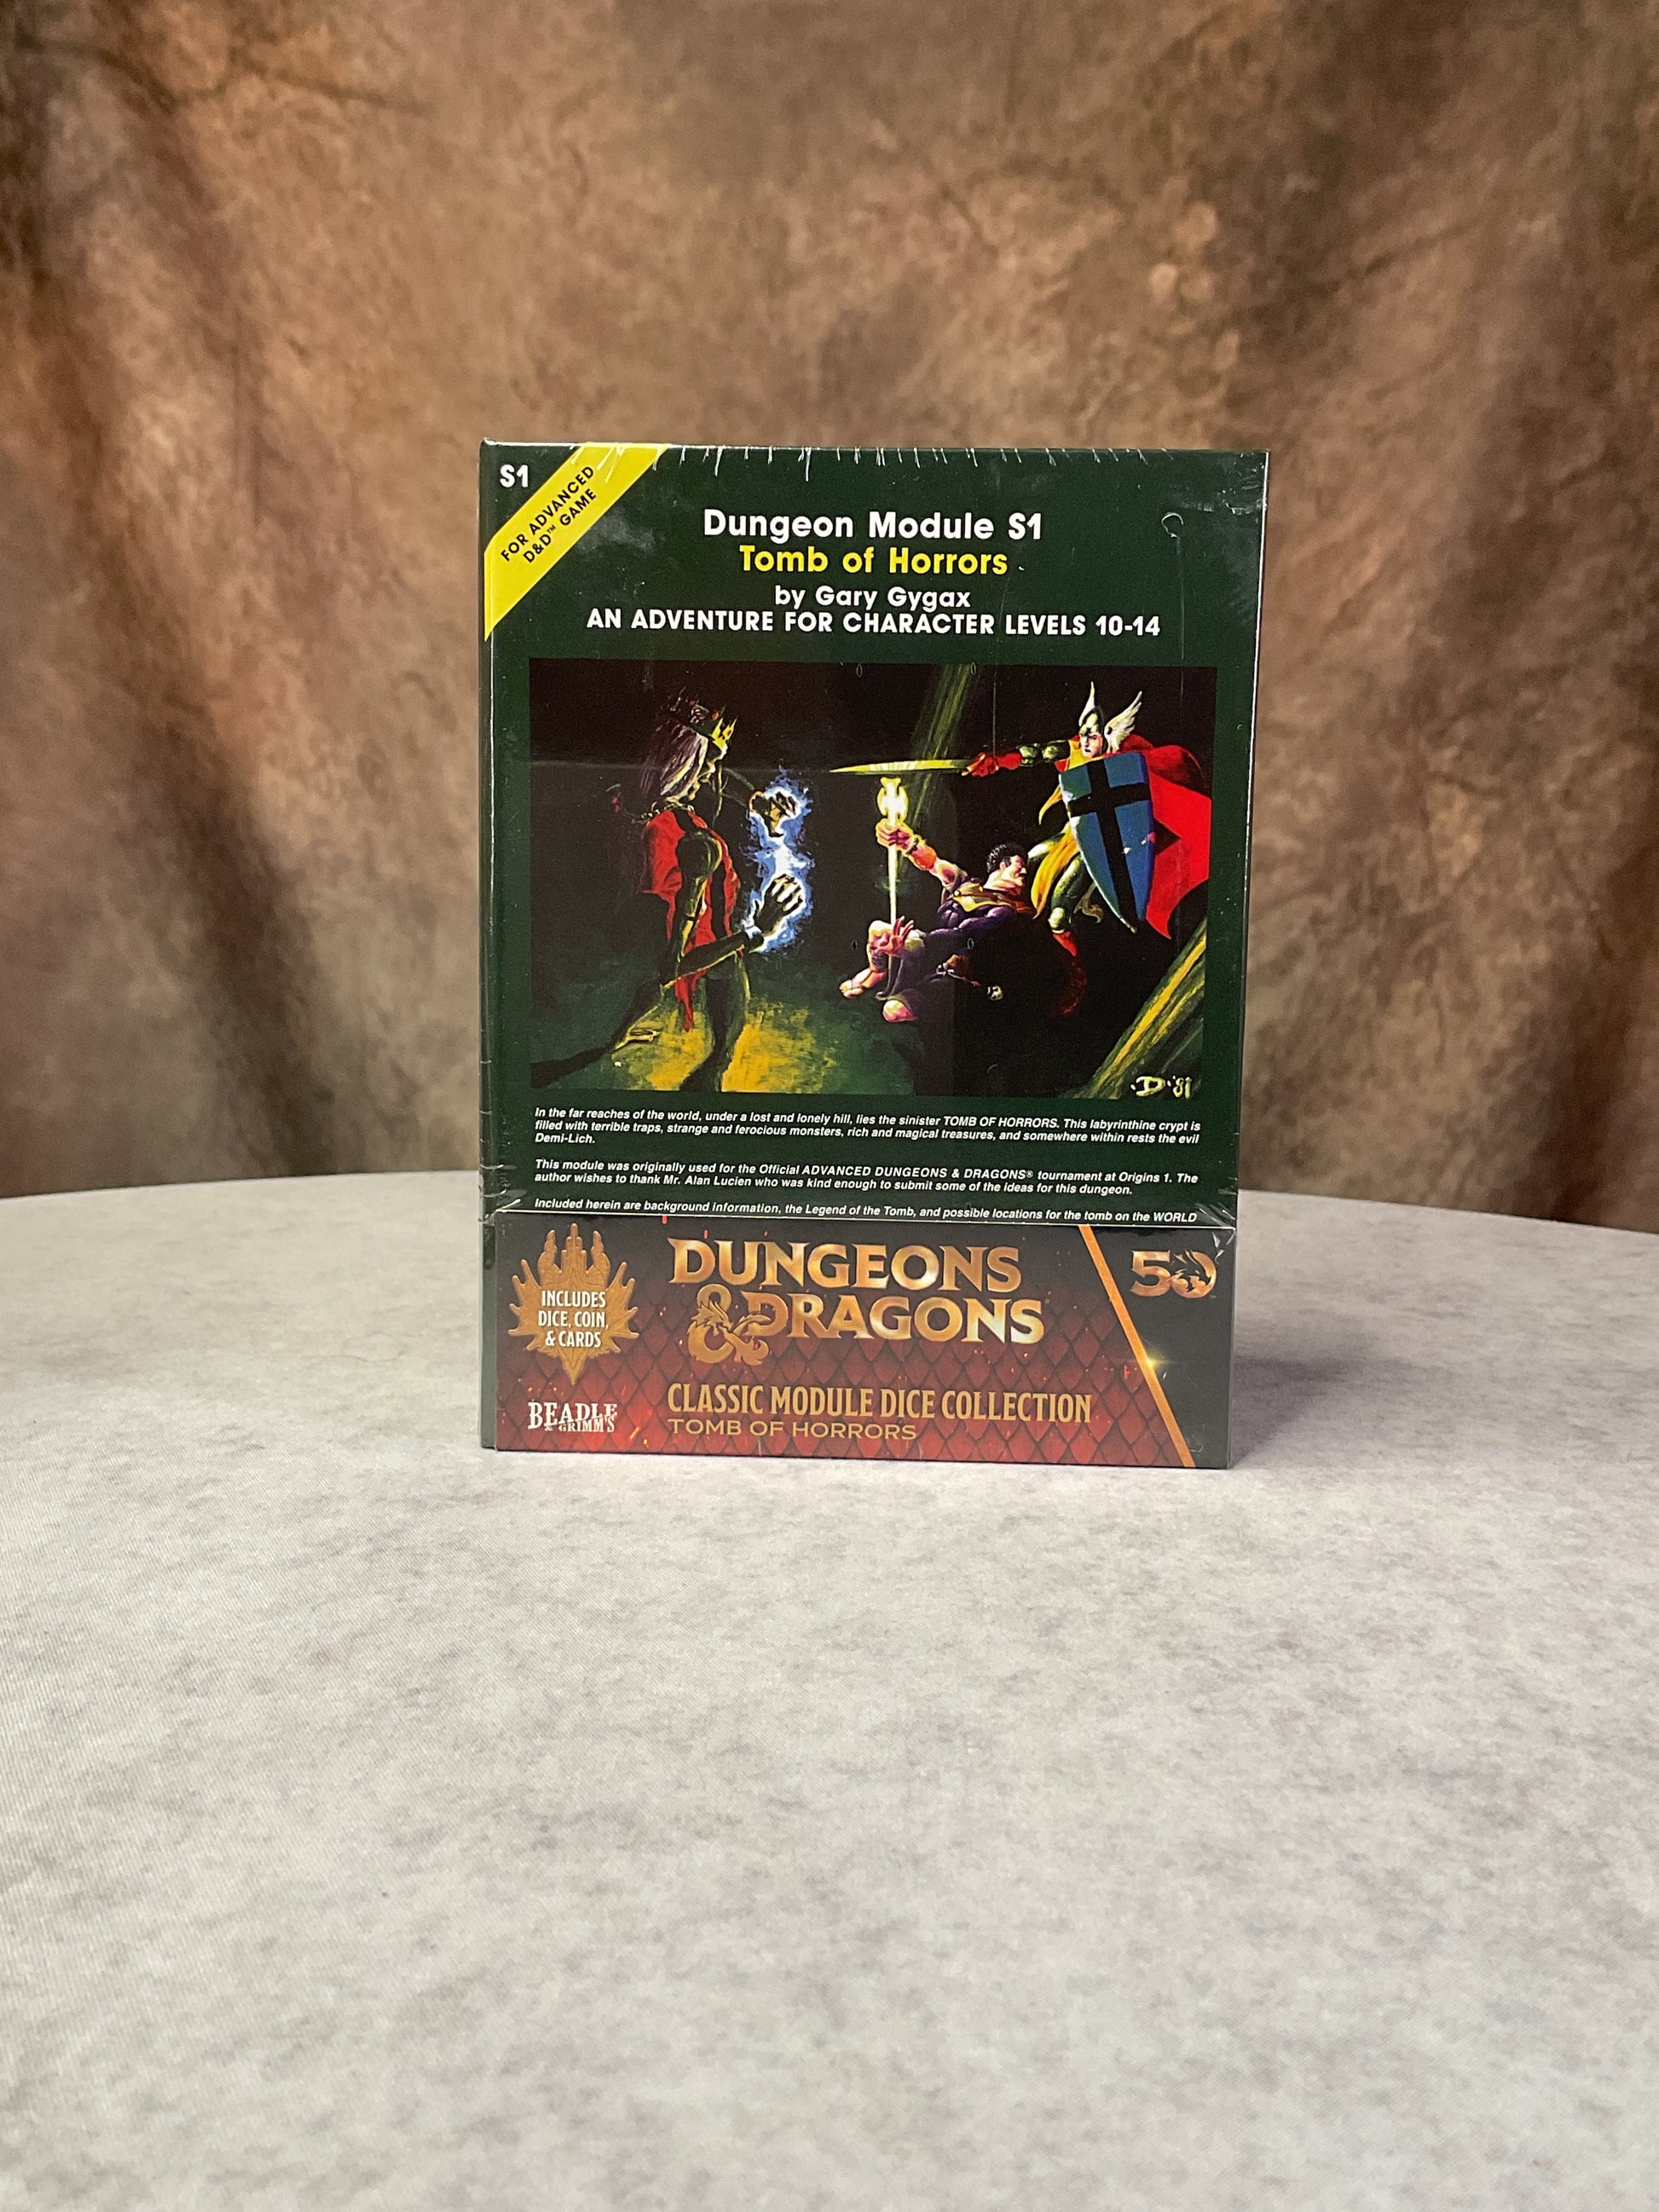 S1
FOR ADVANCED
D&D™ GAME
Dungeon Module S1
Tomb of Horrors
by Gary Gygax
AN ADVENTURE FOR CHARACTER LEVELS 10-14
D '81
In the far reaches of the world, under a lost and lonely hill, lies the sinister TOMB OF HORRORS. This labyrinthine crypt is
filled with terrible traps, strange and ferocious monsters, rich and magical treasures, and somewhere within rests the evil
Demi-Lich.
This module was originally used for the Official ADVANCED DUNGEONS & DRAGONS® tournament at Origins 1. The
author wishes to thank Mr. Alan Lucien who was kind enough to submit some of the ideas for this dungeon.
Included herein are background information, the Legend of the Tomb, and possible locations for the tomb on the WORLD
INCLUDES
DICE, COIN,
& CARDS
DUNGEONS
& DRAGONS
50
BEADLE
& GRIMM'S
CLASSIC MODULE DICE COLLECTION
TOMB OF HORRORS